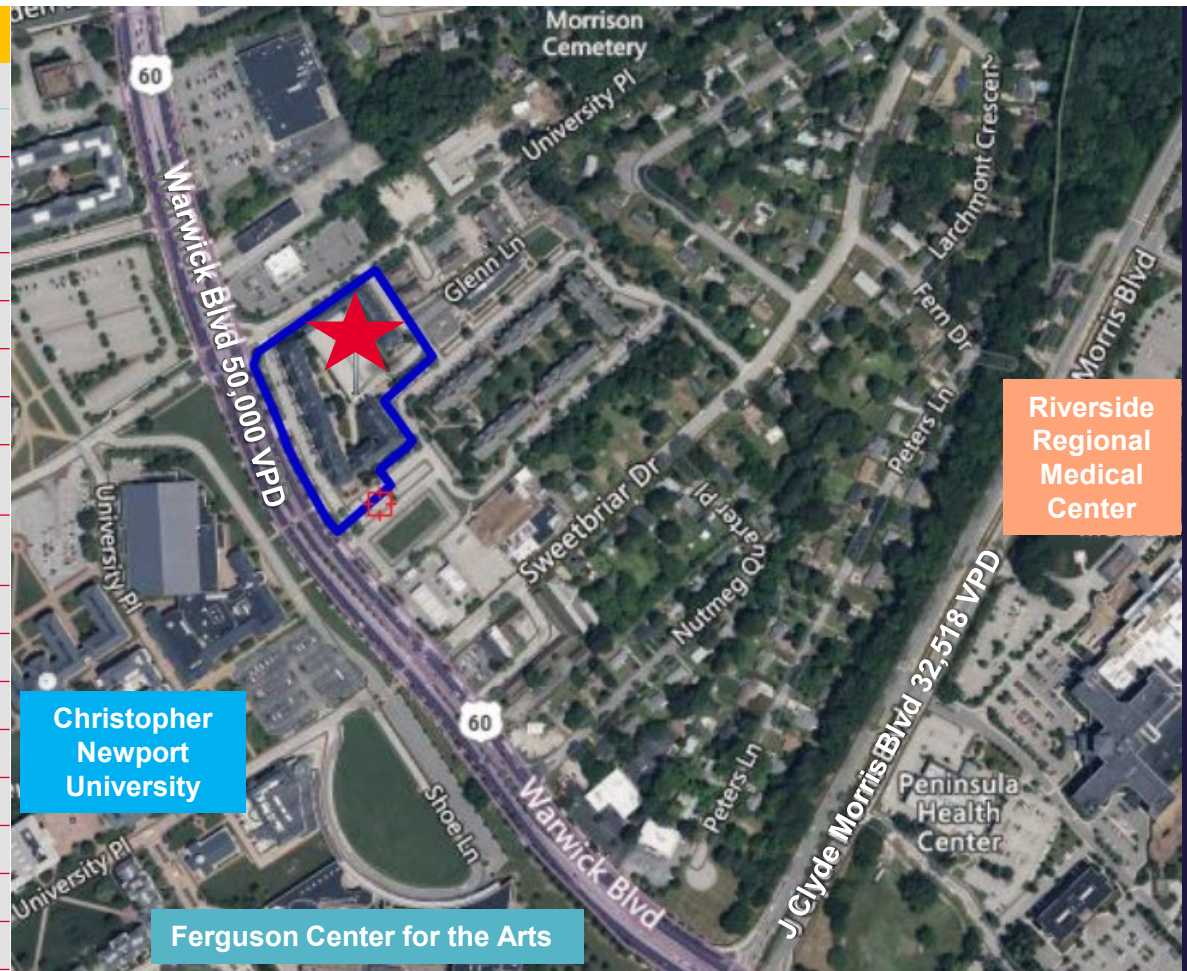 Morrison
Cemetery
60
University Pl
Larchmont Crescent
Warwick Blvd 50,000 VPD
Glenn Ln
Fern Dr
Morris Blvd
Riverside
Regional
Medical
Center
Peters Ln
Sweetbriar Dr
Nutmeg Quarter Pl
University Pl
J Clyde Morris Blvd 32,518 VPD
Christopher
Newport
University
60
Shoe Ln
Warwick Blvd
Peters Ln
Peninsula
Health
Center
University Pl
Ferguson Center for the Arts